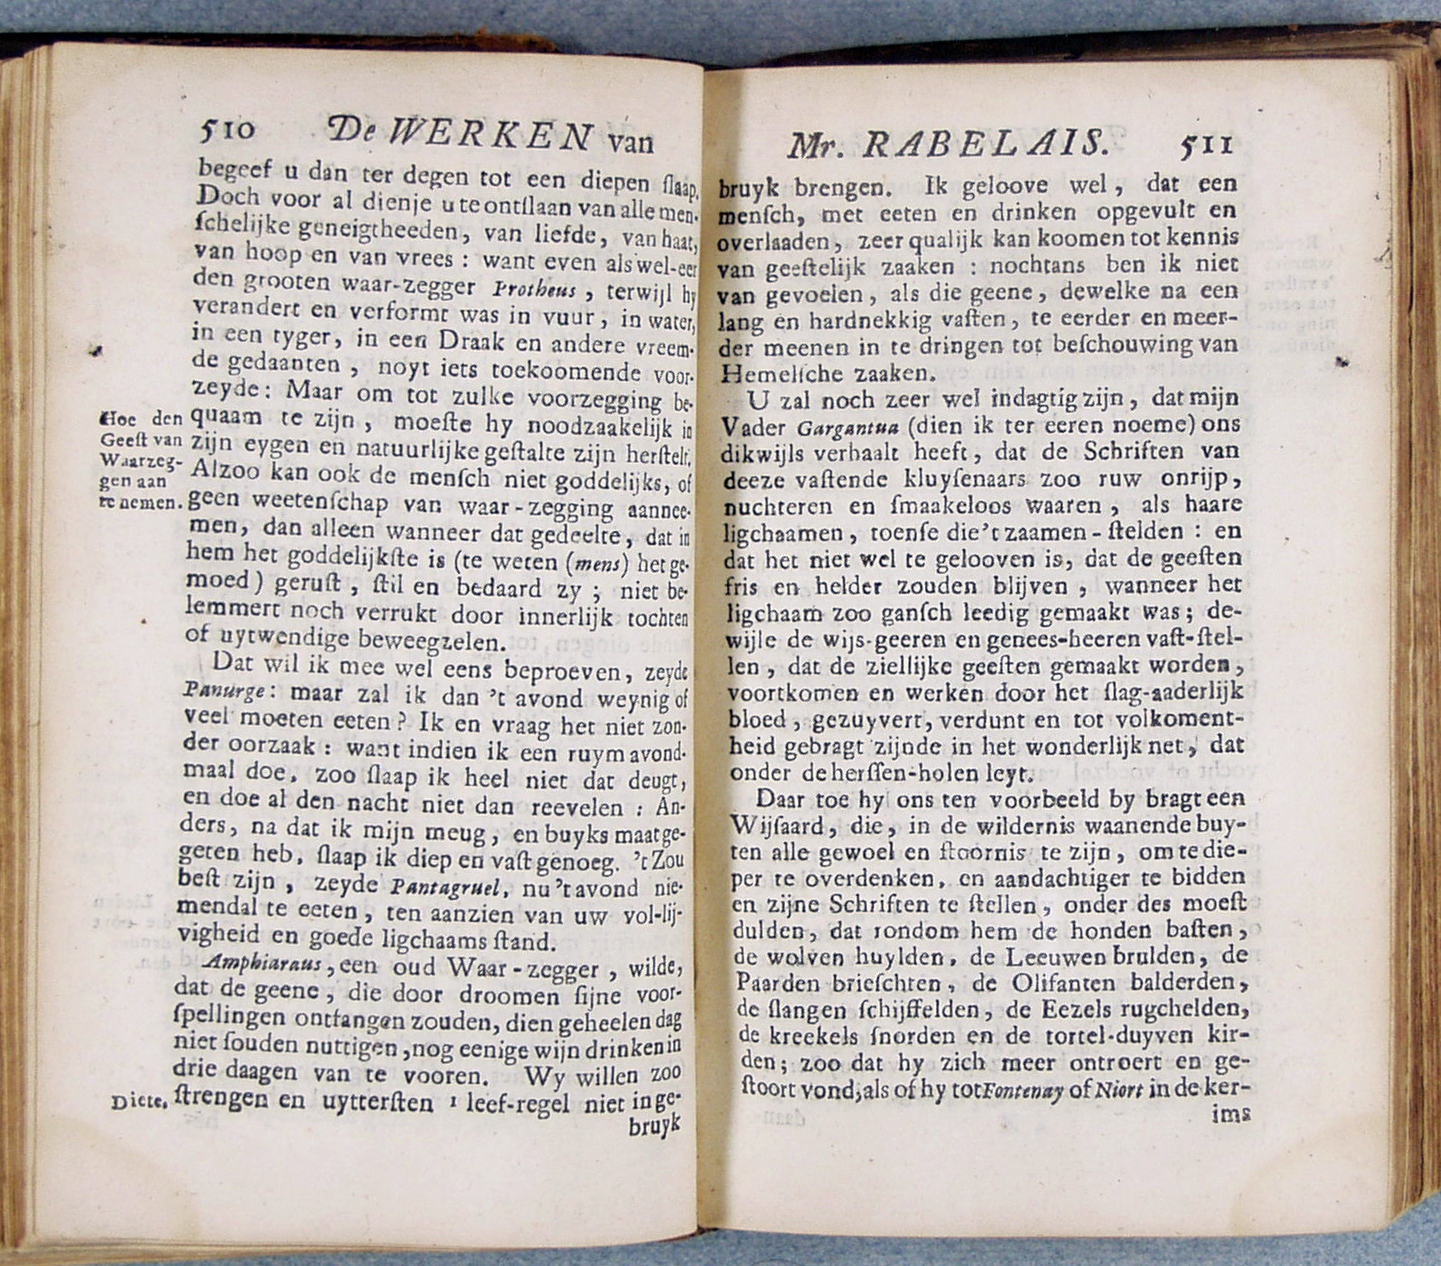 510 De WERKEN van
begeef u dan ter degen tot een diepen ſlaap.
Doch voor al dienje u te ontſlaan van alle men-
ſchelijke geneigtheeden, van liefde, van haat,
van hoop en van vrees : want even als wel-eer
den grooten waar-zegger Protheus , terwijl hy
verandert en verformt was in vuur, in water,
in een tyger, in een Draak en andere vreem-
de gedaanten , noyt iets toekoomende voor-
zeyde: Maar om tot zulke voorzegging be-
Hoe den
Geeſt van
Waarzeg-
gen aan
te nemen.
quaam te zijn , moeſte hy noodzaakelijk in
zijn eygen en natuurlijke geſtalte zijn herſtelt.
Alzoo kan ook de menſch niet goddelijks, of
geen weetenſchap van waar-zegging aannee-
men, dan alleen wanneer dat gedeelte, dat in
hem het goddelijkſte is (te weten (mens) het ge-
moed) geruſt , ſtil en bedaard zy ; niet be-
lemmert noch verrukt door innerlijk tochten
of uytwendige beweegzelen.
Dat wil ik mee wel eens beproeven, zeyde
Panurge: maar zal ik dan 't avond weynig of
veel moeten eeten? Ik en vraag het niet zon-
der oorzaak : want indien ik een ruym avond-
maal doe, zoo ſlaap ik heel niet dat deugt,
en doe al den nacht niet dan reevelen : An-
ders, na dat ik mijn meug, en buyks maat ge-
geten heb, ſlaap ik diep en vaſt genoeg. 't Zou
beſt zijn , zeyde Pantagruel, nu 't avond nie-
mendal te eeten , ten aanzien van uw vol-lij-
vigheid en goede ligchaams ſtand.
Amphiaraus, een oud Waar-zegger , wilde,
dat de geene , die door droomen ſijne voor-
ſpellingen ontfangen zouden, dien geheelen dag
niet ſouden nuttigen, nog eenige wijn drinken in
drie daagen van te vooren. Wy willen zoo
Diete.
ſtrengen en uytterſten 1 leef-regel niet in ge-
bruyk
Mr. RABELAIS. 511
bruyk brengen. Ik geloove wel , dat een
menſch, met eeten en drinken opgevult en
overlaaden, zeer qualijk kan koomen tot kennis
van geeſtelijk zaaken : nochtans ben ik niet
van gevoelen, als die geene, dewelke na een
lang en hardnekkig vaſten, te eerder en meer-
der meenen in te dringen tot beſchouwing van
Hemelſche zaaken.
U zal noch zeer wel indagtig zijn, dat mijn
Vader Gargantua (dien ik ter eeren noeme) ons
dikwijls verhaalt heeft, dat de Schriften van
deeze vaſtende kluyſenaars zoo ruw onrijp,
nuchteren en ſmaakeloos waaren , als haare
ligchaamen, toenſe die 't zaamen-ſtelden : en
dat het niet wel te gelooven is, dat de geeſten
fris en helder zouden blijven , wanneer het
ligchaam zoo ganſch leedig gemaakt was; de-
wijle de wijs-geeren en genees-heeren vaſt-ſtel-
len , dat de ziellijke geeſten gemaakt worden,
voortkomen en werken door het ſlag-aaderlijk
bloed , gezuyvert, verdunt en tot volkoment-
heid gebragt zijnde in het wonderlijk net, dat
onder de herſſen-holen leyt.
Daar toe hy ons ten voorbeeld by bragt een
Wijſaard, die, in de wildernis waanende buy-
ten alle gewoel en ſtoornis te zijn, om te die-
per te overdenken, en aandachtiger te bidden
en zijne Schriften te ſtellen, onder des moeſt
dulden, dat rondom hem de honden baſten,
de wolven huylden, de Leeuwen brulden, de
Paarden brieſchten, de Olifanten balderden,
de ſlangen ſchijffelden, de Eezels rugchelden,
de kreekels ſnorden en de tortel-duyven kir-
den; zoo dat hy zich meer ontroert en ge-
ſtoort vond, als of hy tot Fontenay of Niort in de ker-
ims